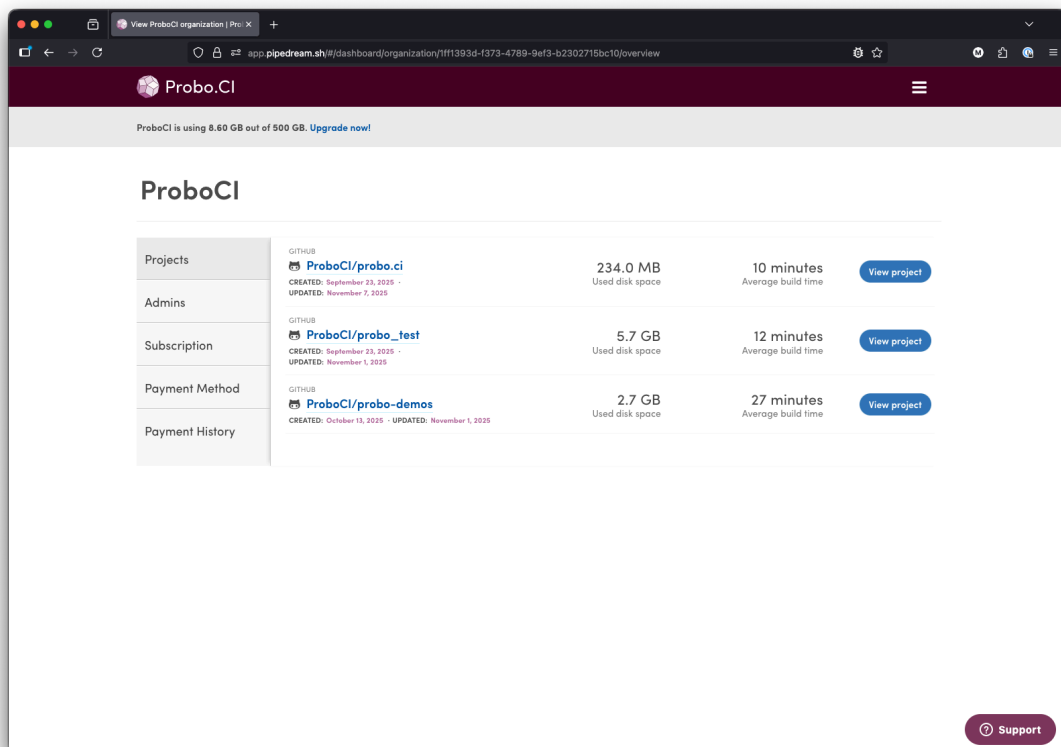 View ProboCI organization | Pro
app.pipedream.sh/#/dashboard/organization/1ff1393d-f373-4789-9ef3-b2302715bc10/overview
Probo.CI
ProboCI is using 8.60 GB out of 500 GB. Upgrade now!
ProboCI
Projects
Admins
Subscription
Payment Method
Payment History
GITHUB
ProboCI/probo.ci
CREATED: September 23, 2025 ·
UPDATED: November 7, 2025
234.0 MB
Used disk space
10 minutes
Average build time
View project
GITHUB
ProboCI/probo_test
CREATED: September 23, 2025 ·
UPDATED: November 1, 2025
5.7 GB
Used disk space
12 minutes
Average build time
View project
GITHUB
ProboCI/probo-demos
CREATED: October 13, 2025 · UPDATED: November 1, 2025
2.7 GB
Used disk space
27 minutes
Average build time
View project
Support